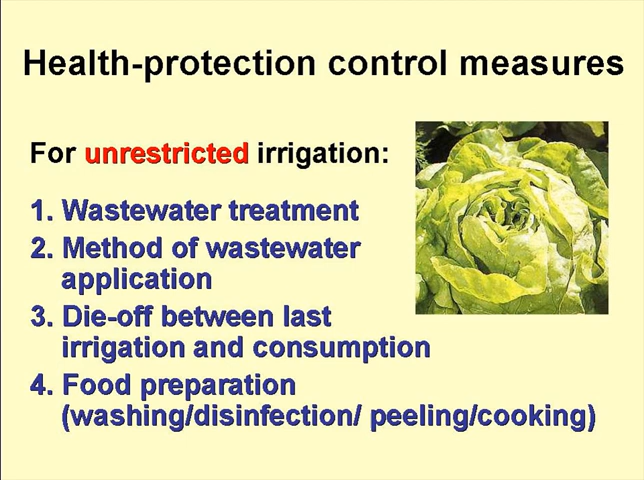 Health-protection control measures
For unrestricted irrigation:
1. Wastewater treatment
2. Method of wastewater
application
3. Die-off between last
irrigation and consumption
4. Food preparation
(washing/disinfection/ peeling/cooking)